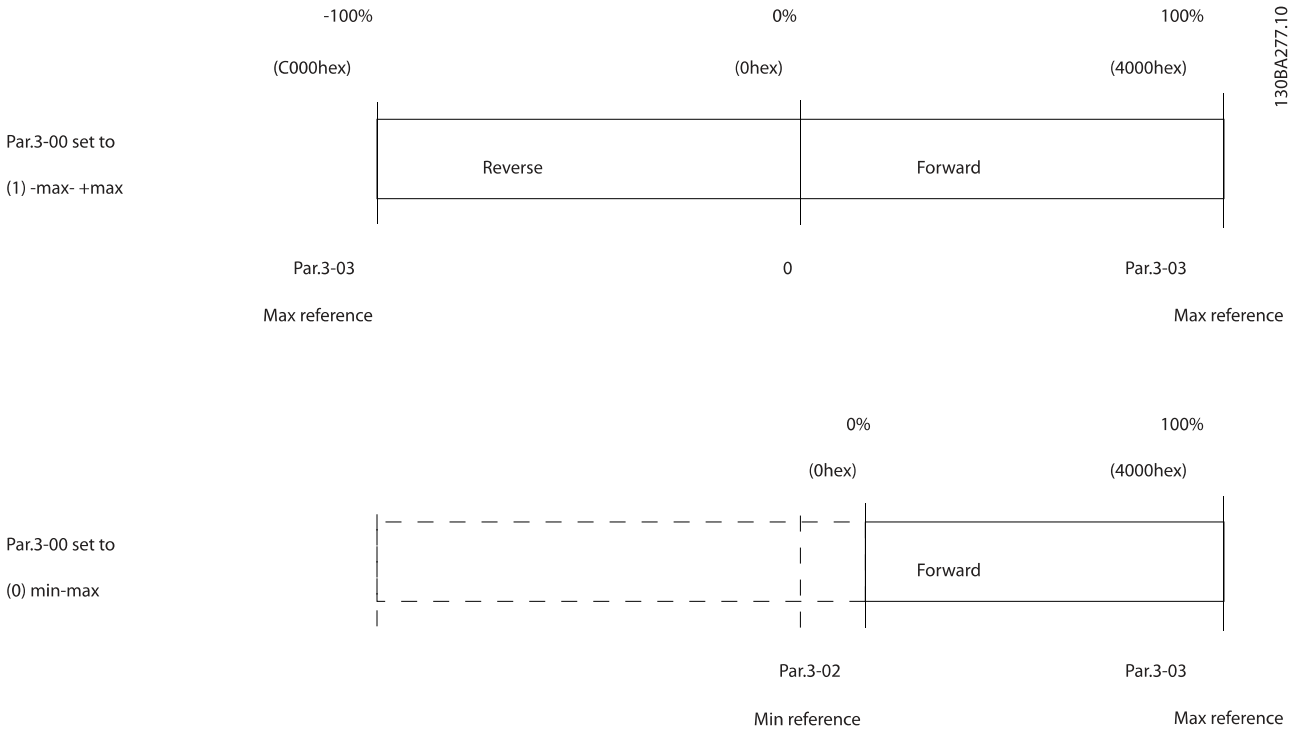 -100% 0% 100%
(C000hex) (0hex) (4000hex)
130BA277.10
Par.3-00 set to
(1) -max- +max
Reverse Forward
Par.3-03 0 Par.3-03
Max reference Max reference
0% 100%
(0hex) (4000hex)
Par.3-00 set to
(0) min-max
Forward
Par.3-02 Par.3-03
Min reference Max reference